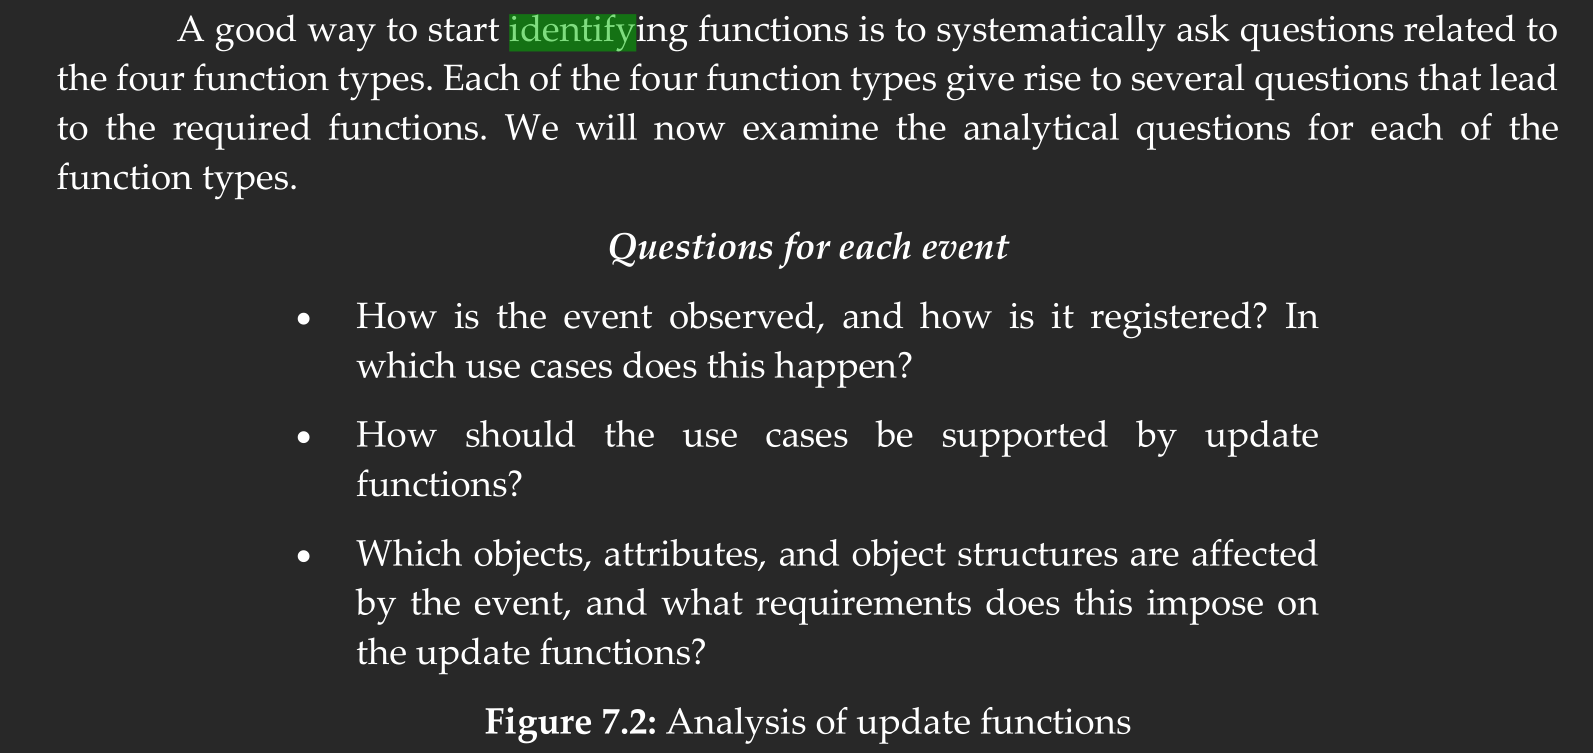 A good way to start identifying functions is to systematically ask questions related to
the four function types. Each of the four function types give rise to several questions that lead
to the required functions. We will now examine the analytical questions for each of the
function types.
Questions for each event
• How is the event observed, and how is it registered? In
which use cases does this happen?
• How should the use cases be supported by update
functions?
• Which objects, attributes, and object structures are affected
by the event, and what requirements does this impose on
the update functions?
Figure 7.2: Analysis of update functions